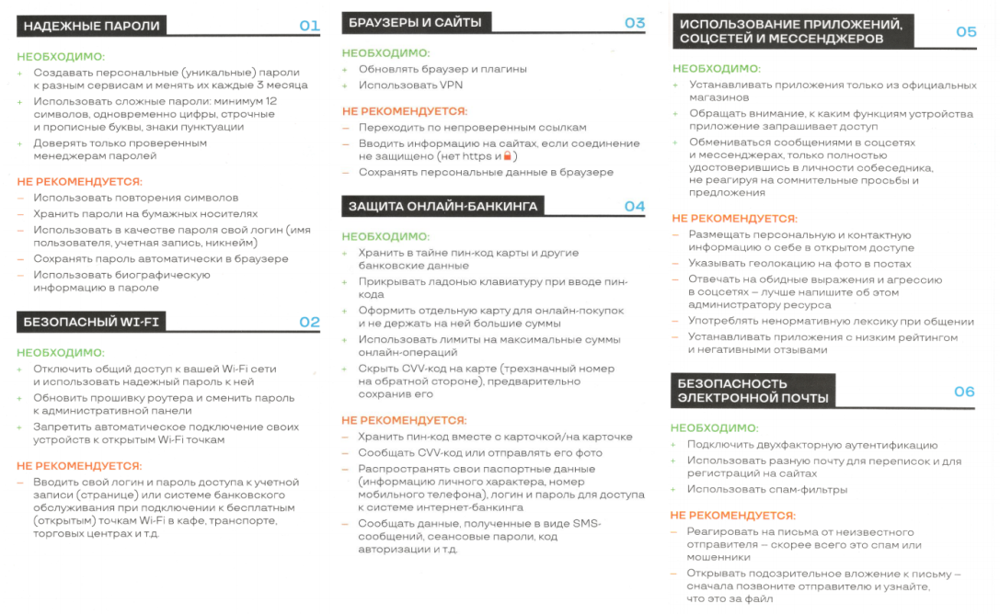 НАДЕЖНЫЕ ПАРОЛИ 01
НЕОБХОДИМО:
+ Создавать персональные (уникальные) пароли
к разным сервисам и менять их каждые 3 месяца
+ Использовать сложные пароли: минимум 12
символов, одновременно цифры, строчные
и прописные буквы, знаки пунктуации
+ Доверять только проверенным
менеджерам паролей
НЕ РЕКОМЕНДУЕТСЯ:
– Использовать повторения символов
– Хранить пароли на бумажных носителях
– Использовать в качестве пароля свой логин (имя
пользователя, учетная запись, никнейм)
– Сохранять пароль автоматически в браузере
– Использовать биографическую
информацию в пароле
БЕЗОПАСНЫЙ WI-FI 02
НЕОБХОДИМО:
+ Отключить общий доступ к вашей Wi-Fi сети
и использовать надежный пароль к ней
+ Обновить прошивку роутера и сменить пароль
к административной панели
+ Запретить автоматическое подключение своих
устройств к открытым Wi-Fi точкам
НЕ РЕКОМЕНДУЕТСЯ:
– Вводить свой логин и пароль доступа к учетной
записи (странице) или системе банковского
обслуживания при подключении к бесплатным
(открытым) точкам Wi-Fi в кафе, транспорте,
торговых центрах и т.д.
БРАУЗЕРЫ И САЙТЫ 03
НЕОБХОДИМО:
+ Обновлять браузер и плагины
+ Использовать VPN
НЕ РЕКОМЕНДУЕТСЯ:
– Переходить по непроверенным ссылкам
– Вводить информацию на сайтах, если соединение
не защищено (нет https и 🔒)
– Сохранять персональные данные в браузере
ЗАЩИТА ОНЛАЙН-БАНКИНГА 04
НЕОБХОДИМО:
+ Хранить в тайне пин-код карты и другие
банковские данные
+ Прикрывать ладонью клавиатуру при вводе пин-
кода
+ Оформить отдельную карту для онлайн-покупок
и не держать на ней большие суммы
+ Использовать лимиты на максимальные суммы
онлайн-операций
+ Скрыть CVV-код на карте (трехзначный номер
на обратной стороне), предварительно
сохранив его
НЕ РЕКОМЕНДУЕТСЯ:
– Хранить пин-код вместе с карточкой/на карточке
– Сообщать CVV-код или отправлять его фото
– Распространять свои паспортные данные
(информацию личного характера, номер
мобильного телефона), логин и пароль для доступа
к системе интернет-банкинга
– Сообщать данные, полученные в виде SMS-
сообщений, сеансовые пароли, код
авторизации и т.д.
ИСПОЛЬЗОВАНИЕ ПРИЛОЖЕНИЙ,
СОЦСЕТЕЙ И МЕССЕНДЖЕРОВ 05
НЕОБХОДИМО:
+ Устанавливать приложения только из официальных
магазинов
+ Обращать внимание, к каким функциям устройства
приложение запрашивает доступ
+ Обмениваться сообщениями в соцсетях
и мессенджерах, только полностью
удостоверившись в личности собеседника,
не реагируя на сомнительные просьбы и
предложения
НЕ РЕКОМЕНДУЕТСЯ:
– Размещать персональную и контактную
информацию о себе в открытом доступе
– Указывать геолокацию на фото в постах
– Отвечать на обидные выражения и агрессию
в соцсетях – лучше напишите об этом
администратору ресурса
– Употреблять ненормативную лексику при общении
– Устанавливать приложения с низким рейтингом
и негативными отзывами
БЕЗОПАСНОСТЬ
ЭЛЕКТРОННОЙ ПОЧТЫ 06
НЕОБХОДИМО:
+ Подключить двухфакторную аутентификацию
+ Использовать разную почту для переписок и для
регистраций на сайтах
+ Использовать спам-фильтры
НЕ РЕКОМЕНДУЕТСЯ:
– Реагировать на письма от неизвестного
отправителя – скорее всего это спам или
мошенники
– Открывать подозрительное вложение к письму –
сначала позвоните отправителю и узнайте,
что это за файл